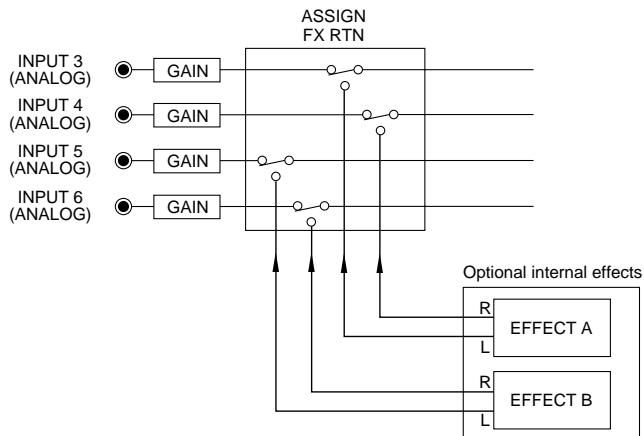 ASSIGN
FX RTN
INPUT 3
(ANALOG)
GAIN
INPUT 4
(ANALOG)
GAIN
INPUT 5
(ANALOG)
GAIN
INPUT 6
(ANALOG)
GAIN
Optional internal effects
R
EFFECT A
L
R
EFFECT B
L